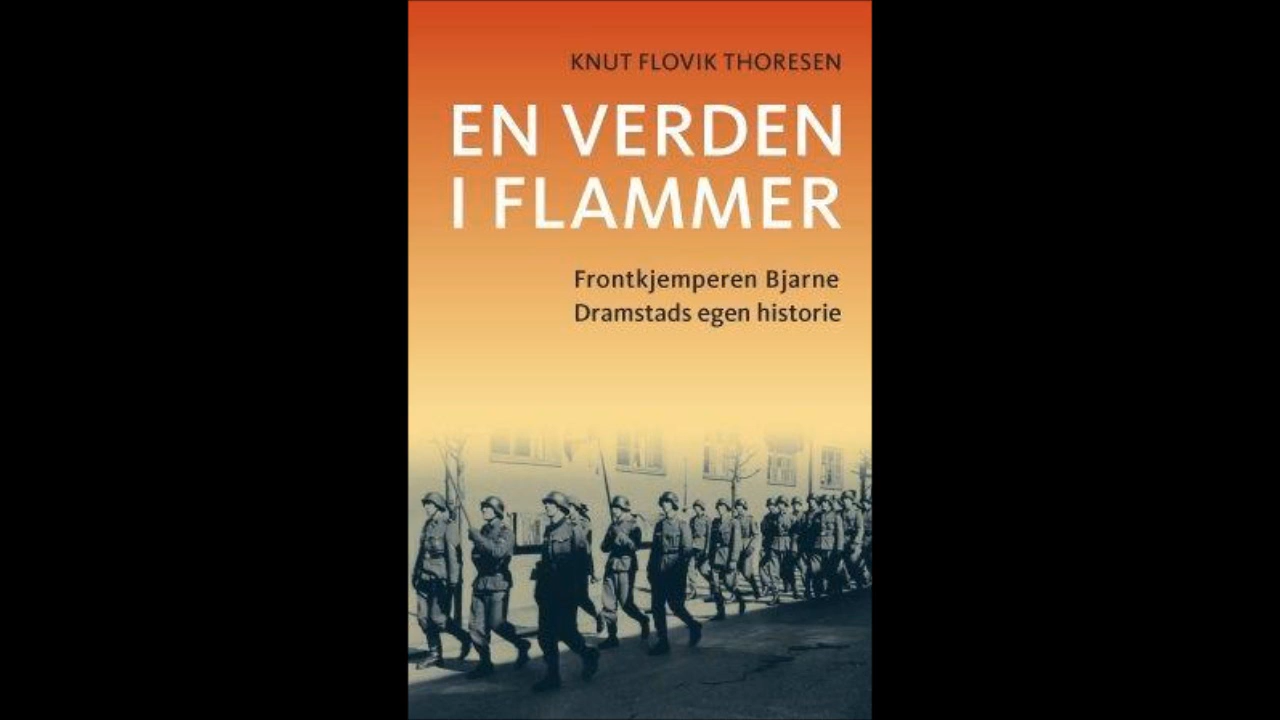 KNUT FLOVIK THORESEN
EN VERDEN
I FLAMMER
Frontkjemperen Bjarne
Dramstads egen historie